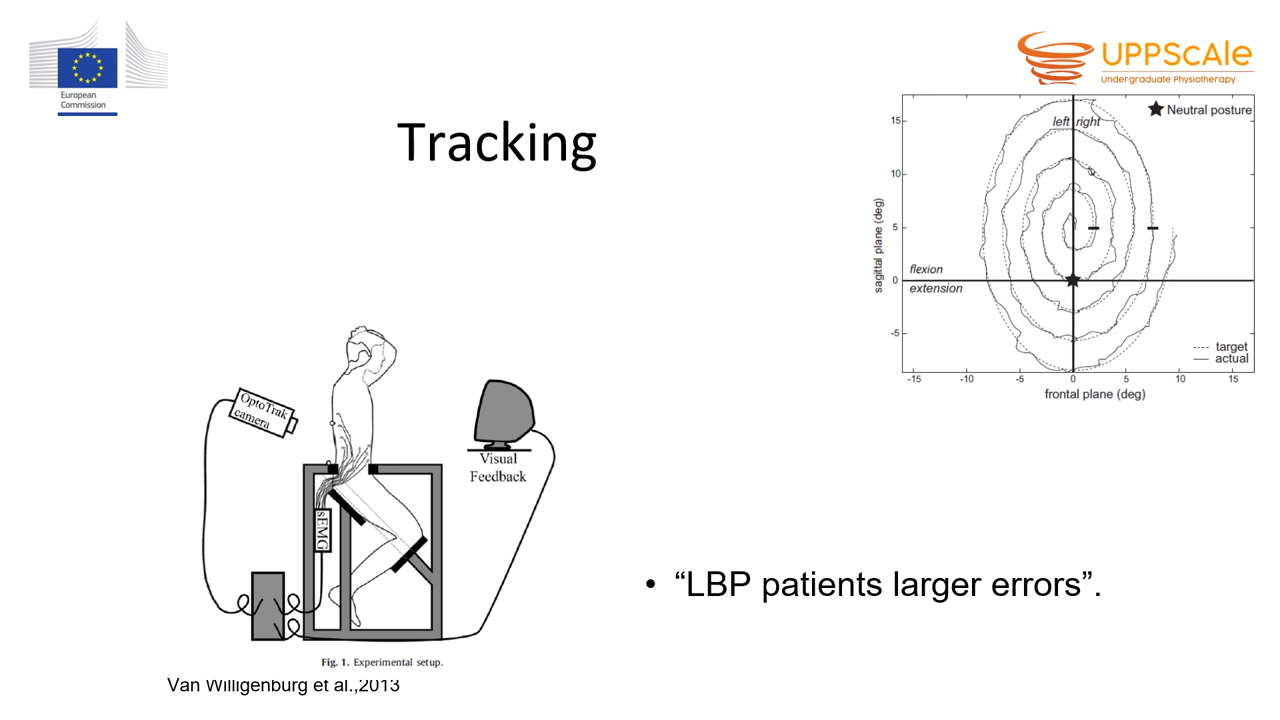 European
Commission
UPPScale
Undergraduate Physiotherapy
Tracking
★ Neutral posture
left right
15
10
5
0
-5
sagittal plane (deg)
flexion
extension
---- target
— actual
-15 -10 -5 0 5 10 15
frontal plane (deg)
OptoTrak
camera
Visual
Feedback
sEMG
• “LBP patients larger errors”.
Fig. 1. Experimental setup.
Van Willigenburg et al.,2013